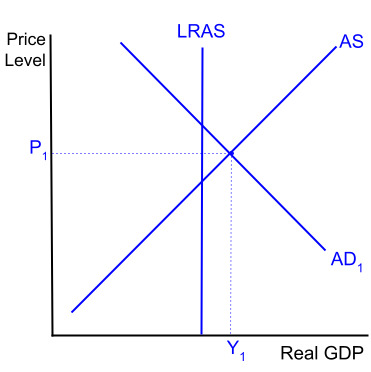 LRAS
Price
Level
AS
P1
AD1
Y1
Real GDP